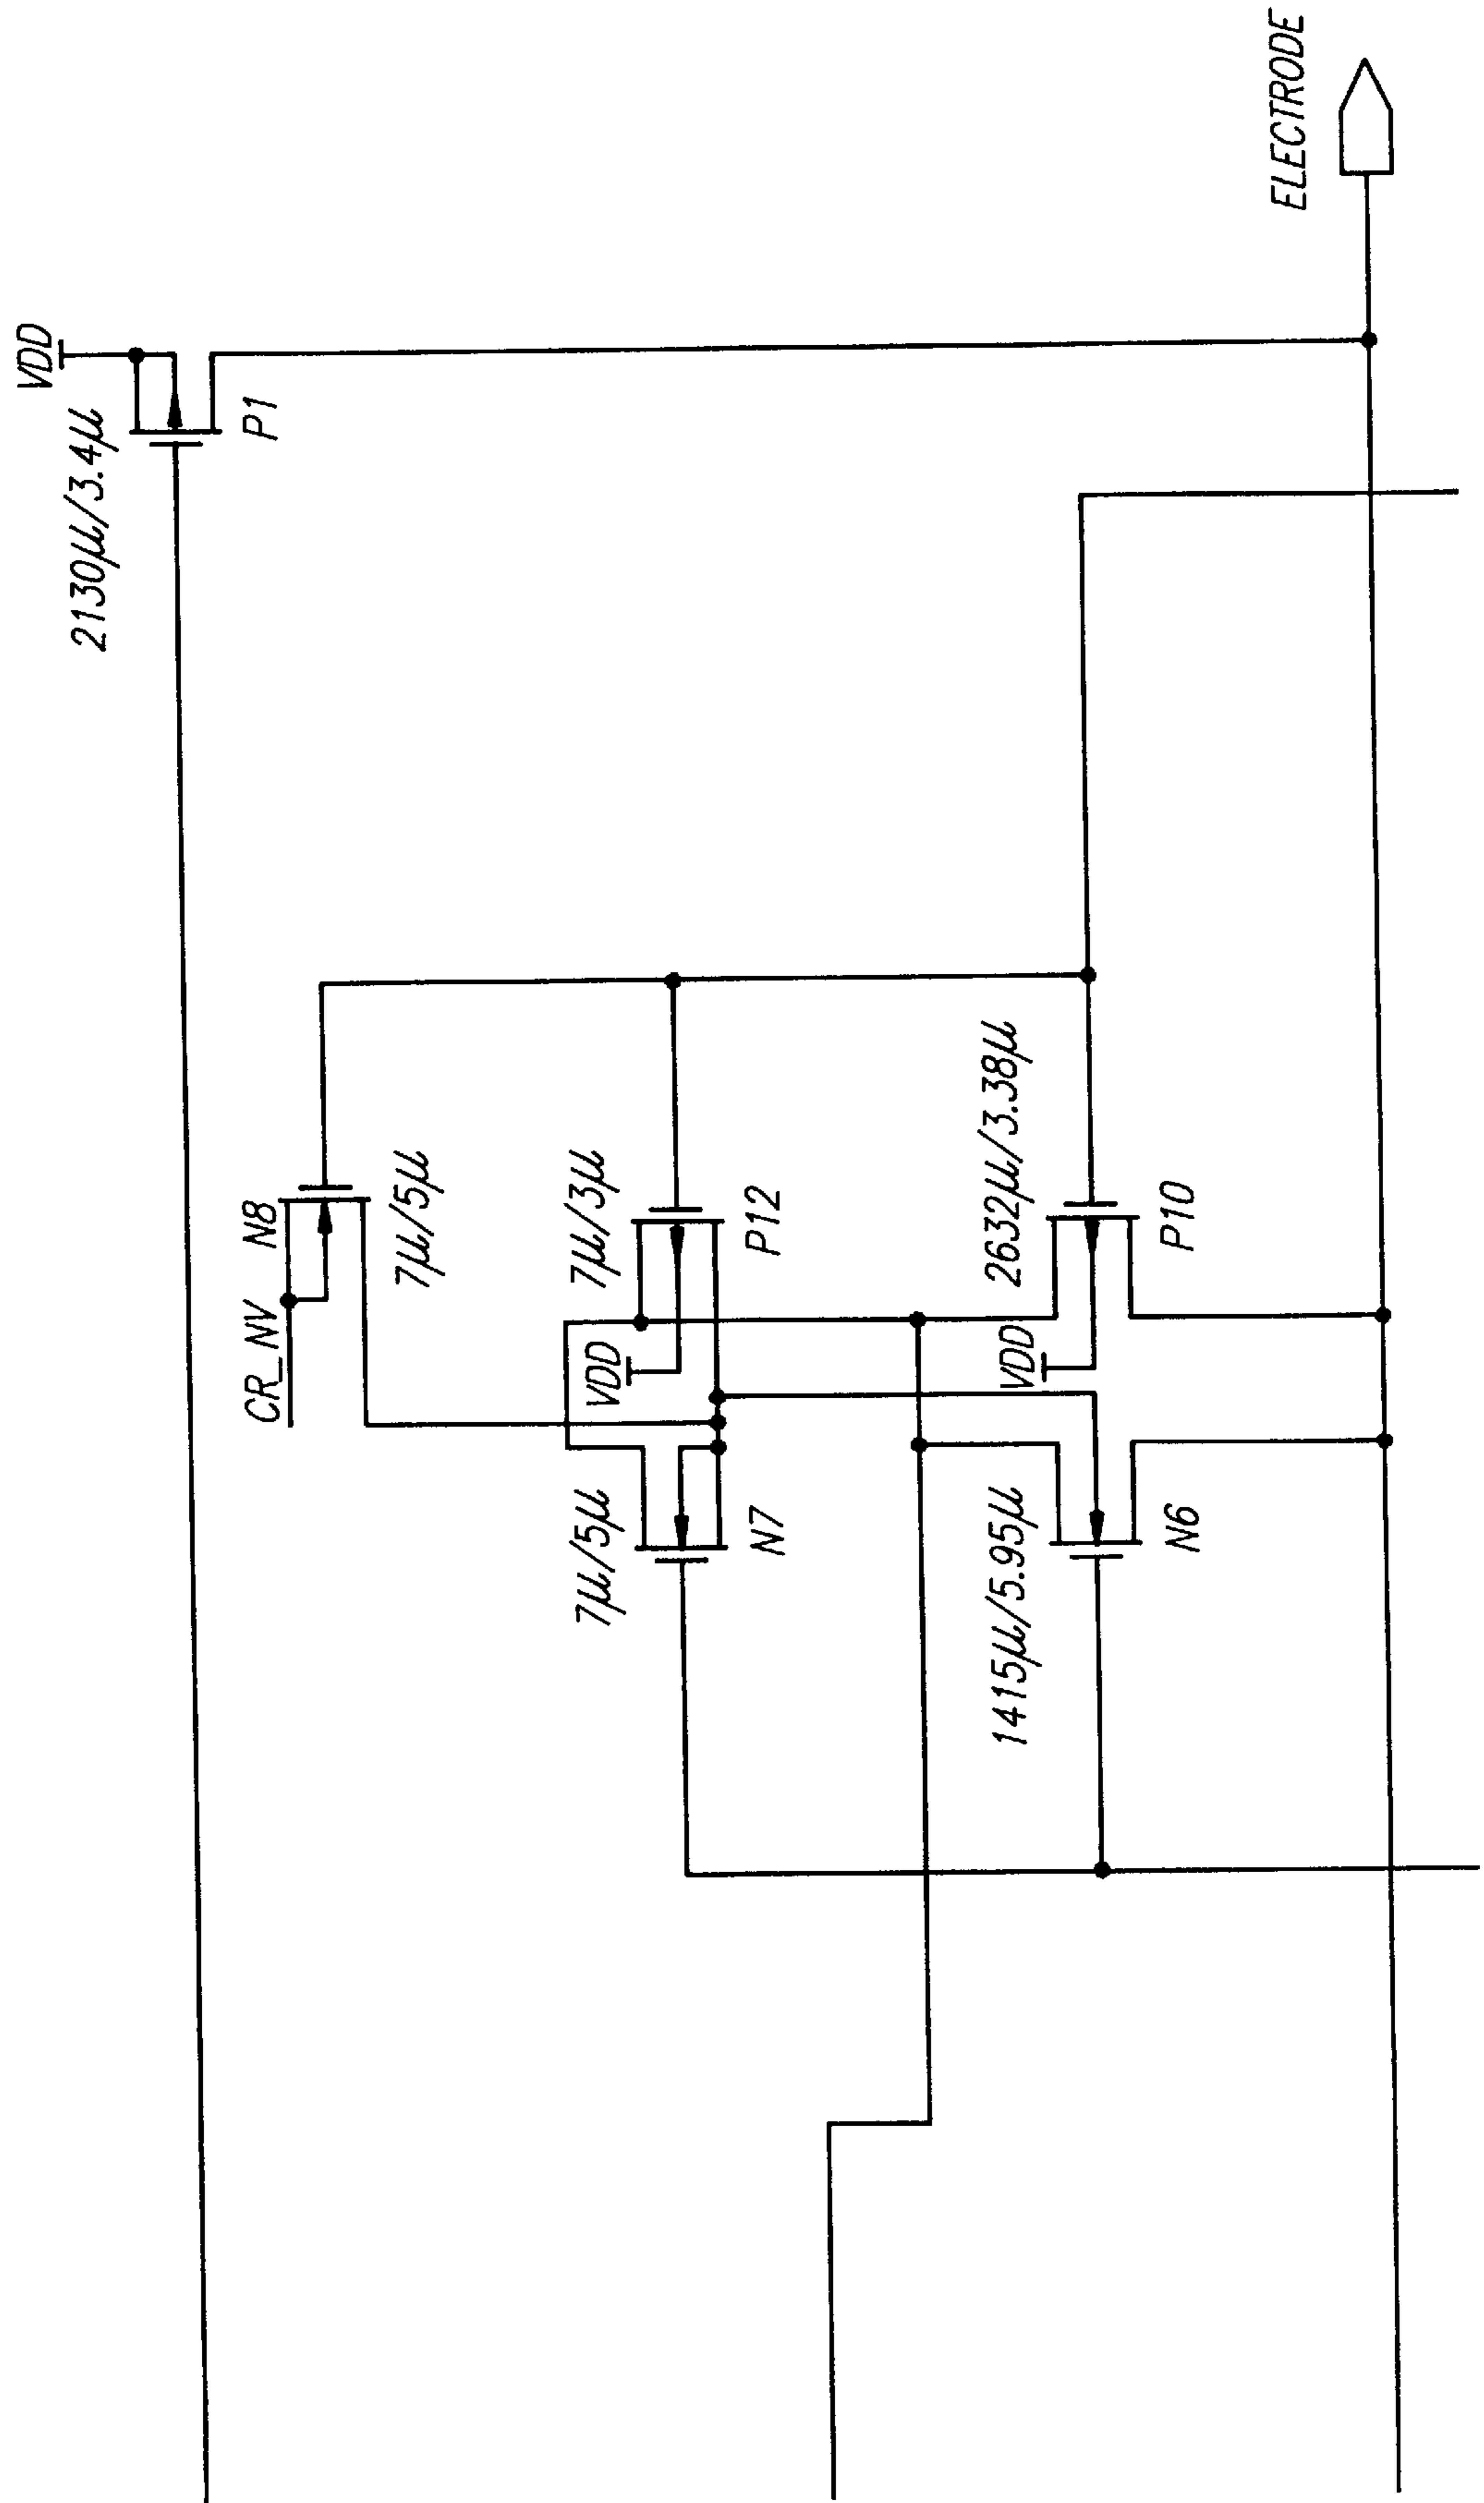 VDD
2130μ/3.4μ
P1
CR_NV
N8
7μ/5μ
7μ/3μ
P12
VDD
7μ/5μ
N7
2632μ/3.38μ
P10
VDD
1415μ/5.95μ
N6
ELECTRODE